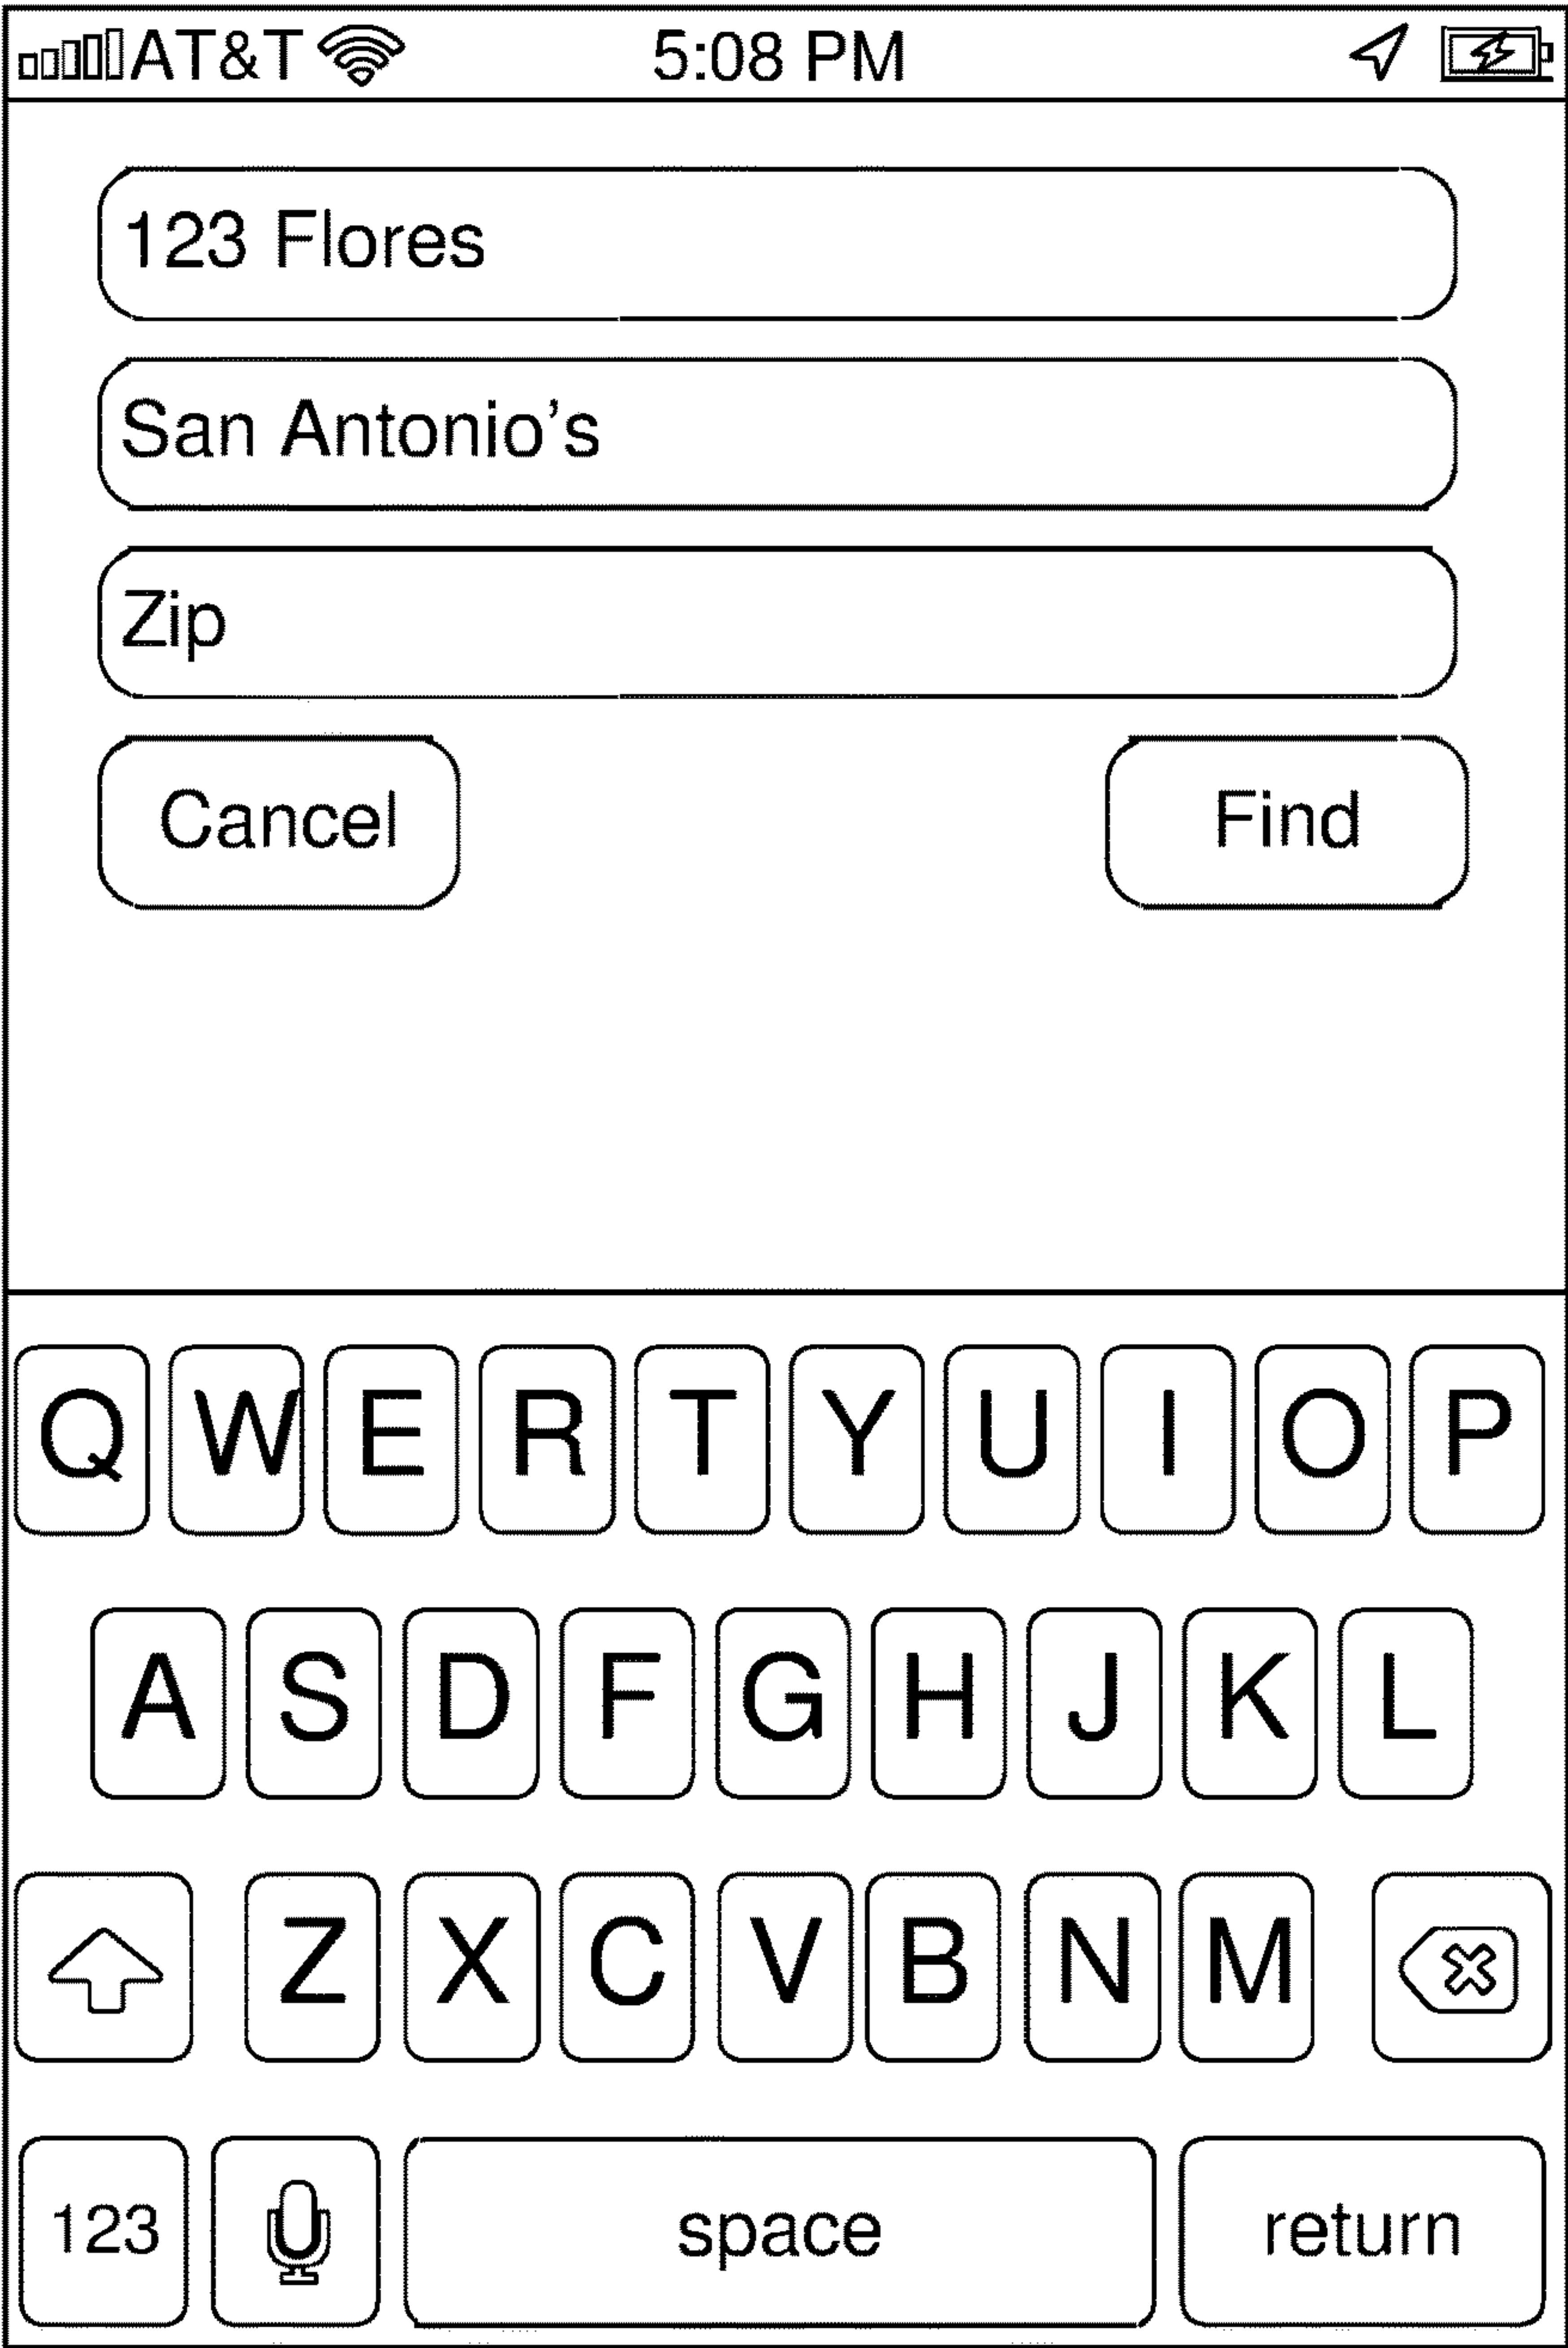 AT&T 5:08 PM
123 Flores
San Antonio’s
Zip
Cancel Find
Q W E R T Y U I O P
A S D F G H J K L
Z X C V B N M
123 space return